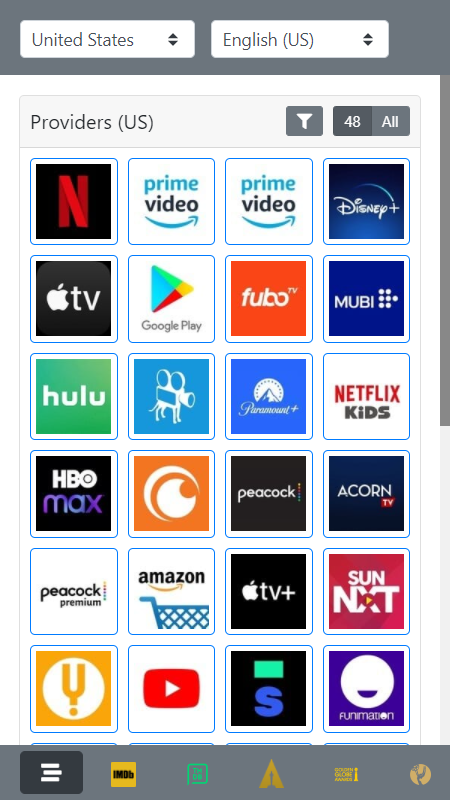 United States
English (US)
Providers (US)
48
All
N
prime
video
prime
video
Disney+
tv
Google Play
fubo TV
MUBI
hulu
Paramount+
NETFLIX
KiDS
HBO
max
peacock
ACORN
TV
peacock
premium
amazon
tv+
SUN
NXT
S
FUNIMATION
IMDb
GOLDEN
GLOBE
AWARDS